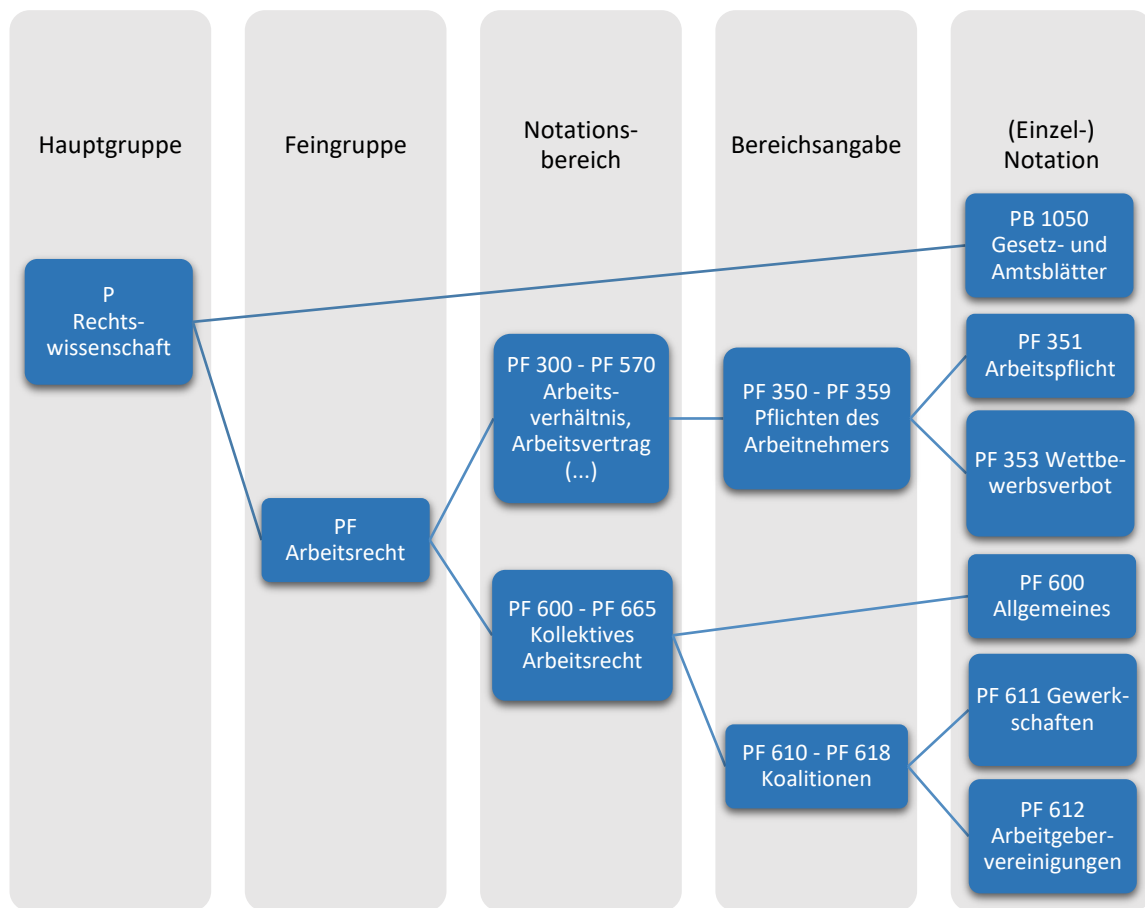 Hauptgruppe
Feingruppe
Notations-
bereich
Bereichsangabe
(Einzel-)
Notation
P
Rechts-
wissenschaft
PF
Arbeitsrecht
PF 300 - PF 570
Arbeits-
verhältnis,
Arbeitsvertrag
(...)
PF 600 - PF 665
Kollektives
Arbeitsrecht
PF 350 - PF 359
Pflichten des
Arbeitnehmers
PF 610 - PF 618
Koalitionen
PB 1050
Gesetz- und
Amtsblätter
PF 351
Arbeitspflicht
PF 353 Wettbe-
werbsverbot
PF 600
Allgemeines
PF 611 Gewerk-
schaften
PF 612
Arbeitgeber-
vereinigungen